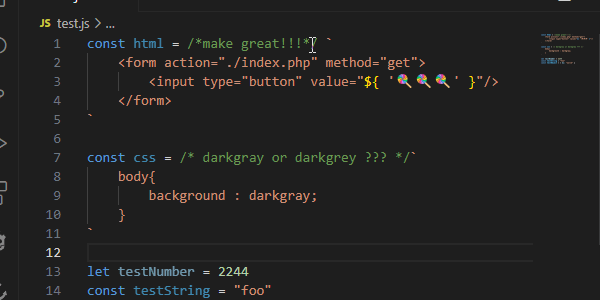 JS test.js > ...
1 const html = /*make great!!!*/ `
2 <form action="./index.php" method="get">
3 <input type="button" value="${ '🍭🍭🍭' }"/>
4 </form>
5 `
6
7 const css = /* darkgray or darkgrey ??? */`
8 body{
9 background : darkgray;
10 }
11 `
12
13 let testNumber = 2244
14 const testString = "foo"